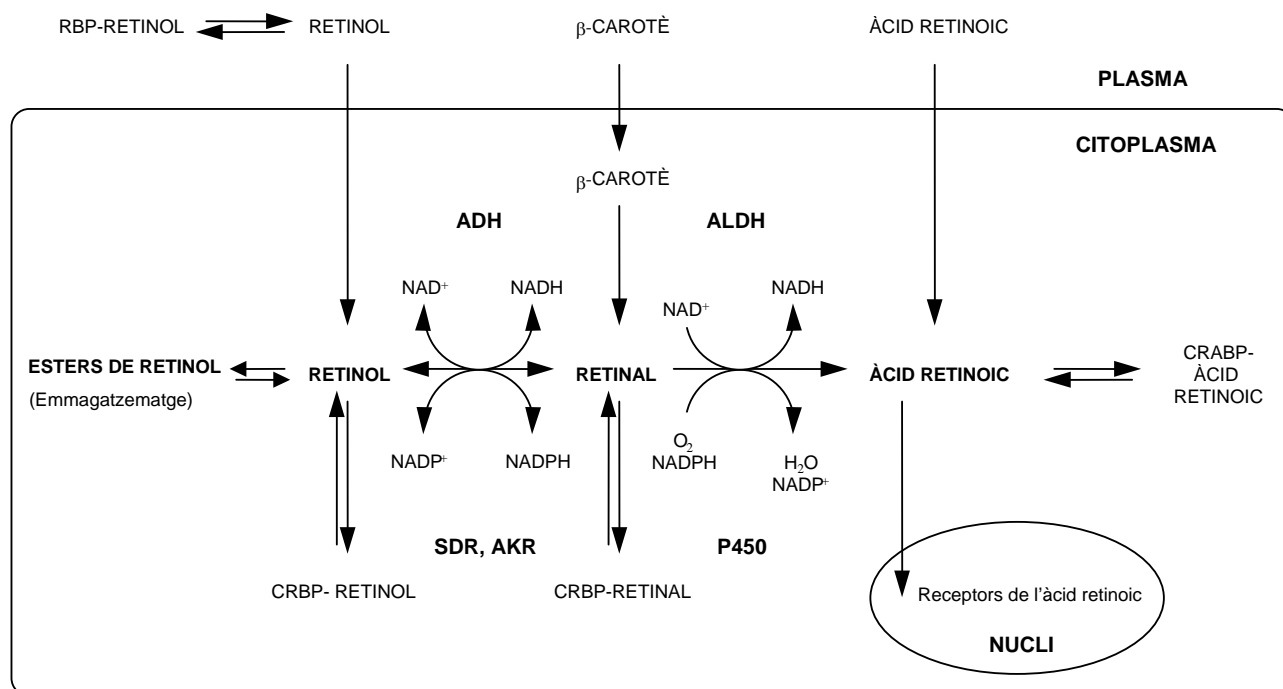 RBP-RETINOL
RETINOL
β-CAROTÈ
ÀCID RETINOIC
PLASMA
CITOPLASMA
β-CAROTÈ
ADH
ALDH
NAD⁺
NADH
NAD⁺
NADH
ESTERS DE RETINOL
(Emmagatzematge)
RETINOL
RETINAL
ÀCID RETINOIC
CRABP-
ÀCID
RETINOIC
NADP⁺
NADPH
O₂
NADPH
H₂O
NADP⁺
SDR, AKR
P450
CRBP- RETINOL
CRBP-RETINAL
Receptors de l'àcid retinoic
NUCLI